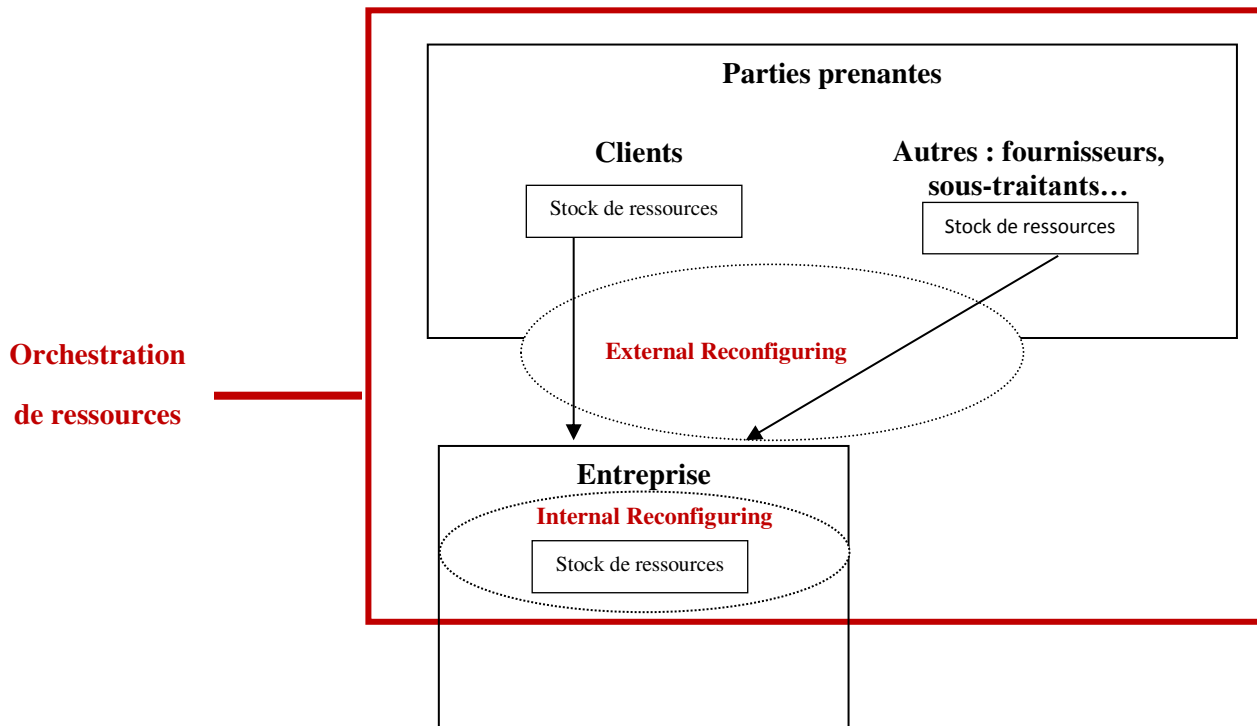 Parties prenantes
Clients
Stock de ressources
Autres : fournisseurs,
sous-traitants…
Stock de ressources
External Reconfiguring
Orchestration
de ressources
Entreprise
Internal Reconfiguring
Stock de ressources